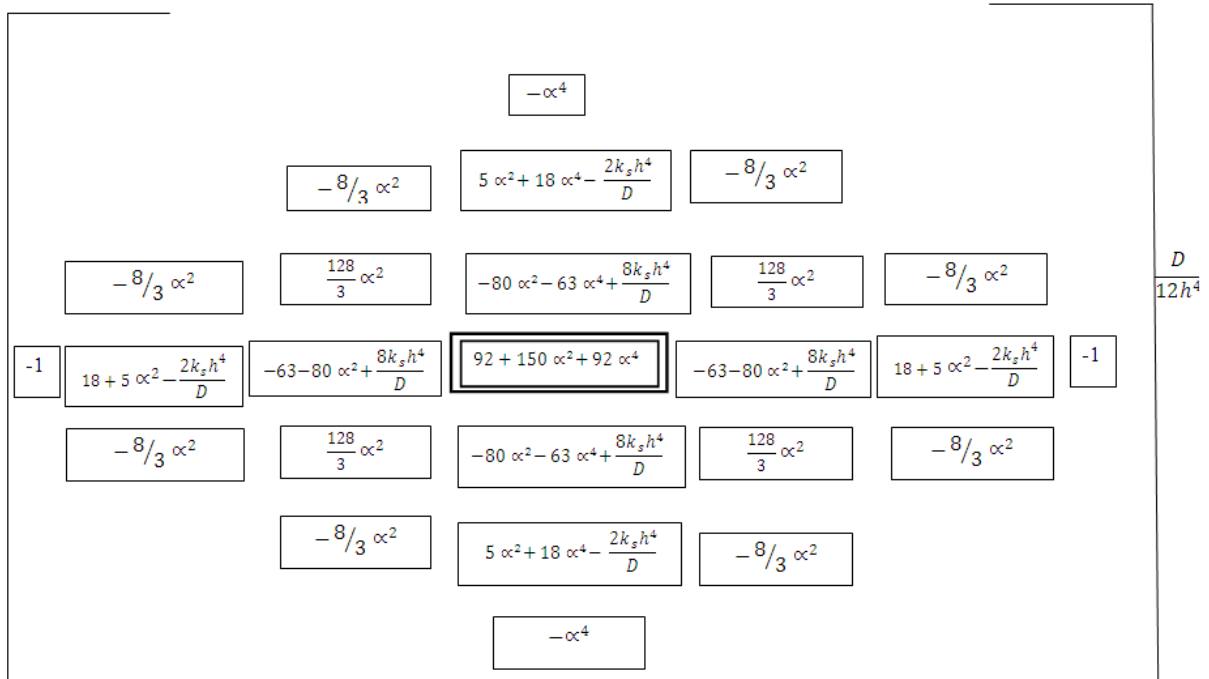 −∝⁴
− 8/3 ∝² 5 ∝² + 18 ∝⁴ − 2kₛh⁴/D − 8/3 ∝²
− 8/3 ∝² 128/3 ∝² −80 ∝² − 63 ∝⁴ + 8kₛh⁴/D 128/3 ∝² − 8/3 ∝² D/12h⁴
-1 18 + 5 ∝² − 2kₛh⁴/D −63−80 ∝² + 8kₛh⁴/D 92 + 150 ∝² + 92 ∝⁴ −63−80 ∝² + 8kₛh⁴/D 18 + 5 ∝² − 2kₛh⁴/D -1
− 8/3 ∝² 128/3 ∝² −80 ∝² − 63 ∝⁴ + 8kₛh⁴/D 128/3 ∝² − 8/3 ∝²
− 8/3 ∝² 5 ∝² + 18 ∝⁴ − 2kₛh⁴/D − 8/3 ∝²
−∝⁴